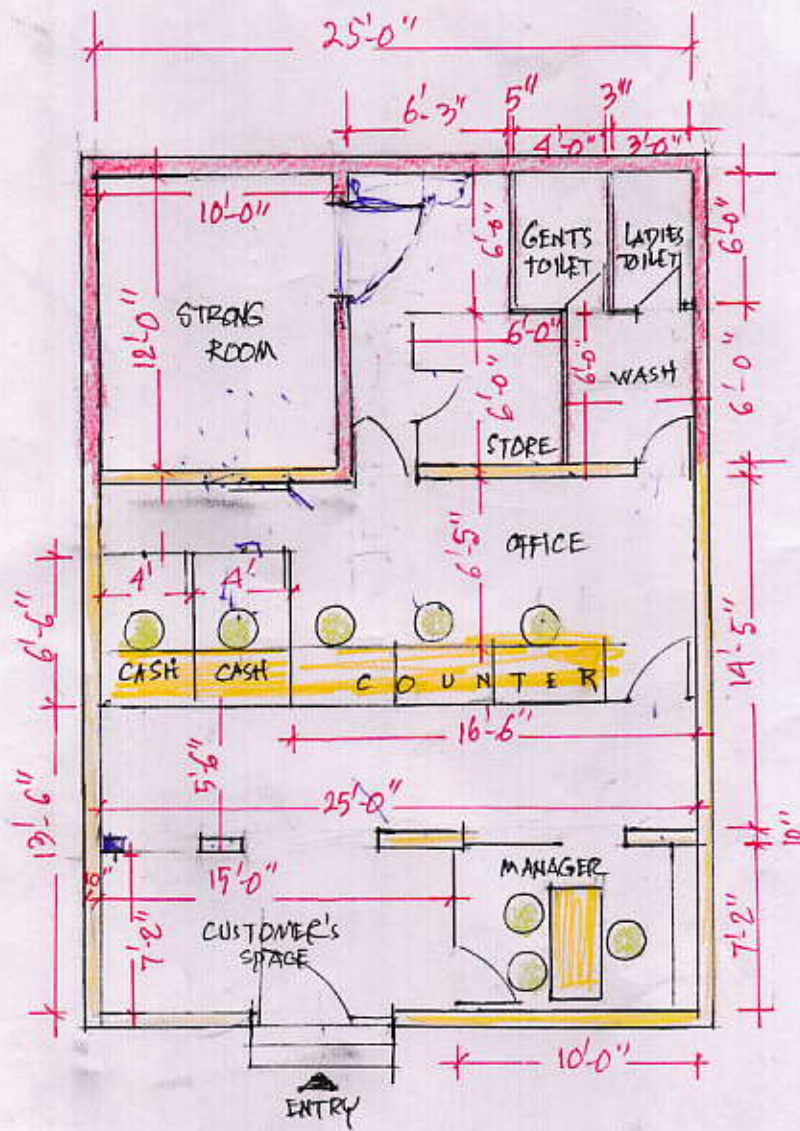 25'-0"
6'-3"
5"
3"
4'-0"
3'-0"
10'-0"
GENTS
TOILET
LADIES
TOILET
6'-0"
STRONG
ROOM
12'-0"
6'-0"
6'-0"
6'-0"
WASH
6'-0"
STORE
OFFICE
6'-5"
4'
4'
6'-6"
14'-5"
CASH
CASH
COUNTER
16'-6"
5'-6"
25'-0"
13'-6"
10"
15'-0"
MANAGER
7'-2"
CUSTOMER'S
SPACE
7'-2"
10'-0"
ENTRY